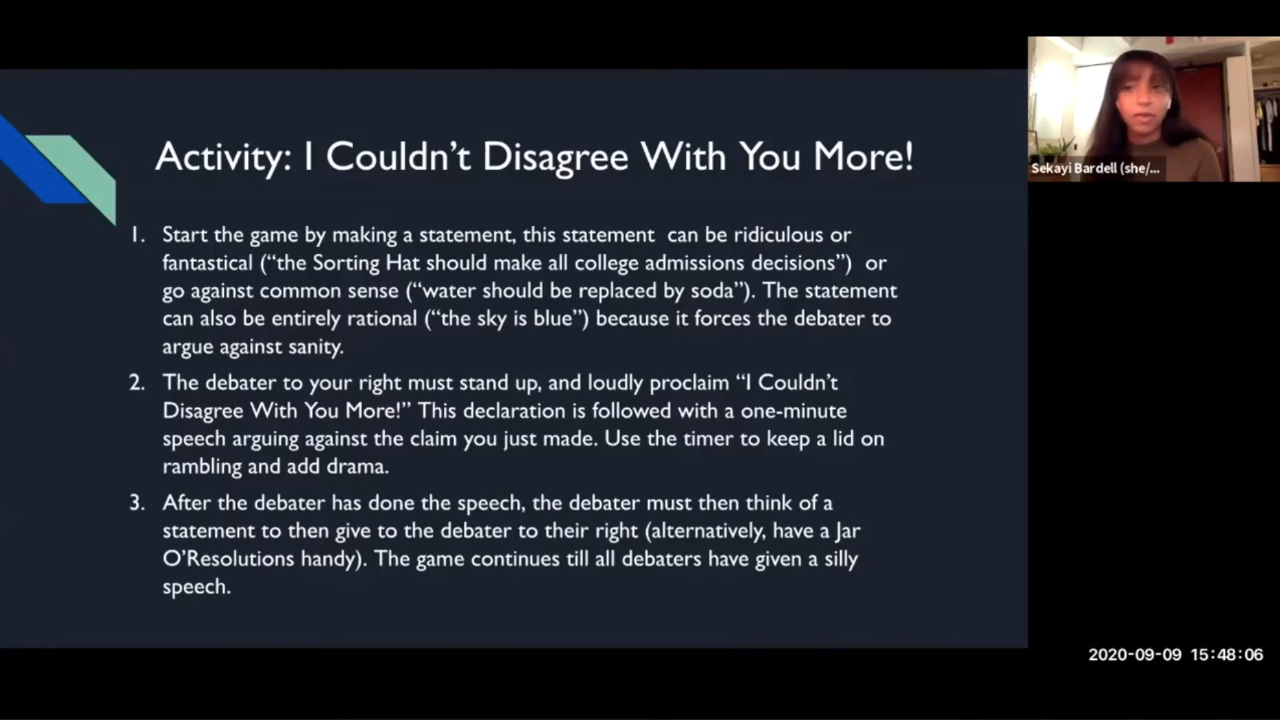 Activity: I Couldn't Disagree With You More!
1. Start the game by making a statement, this statement  can be ridiculous or
fantastical (“the Sorting Hat should make all college admissions decisions”)  or
go against common sense (“water should be replaced by soda”). The statement
can also be entirely rational (“the sky is blue”) because it forces the debater to
argue against sanity.
2. The debater to your right must stand up, and loudly proclaim “I Couldn't
Disagree With You More!” This declaration is followed with a one-minute
speech arguing against the claim you just made. Use the timer to keep a lid on
rambling and add drama.
3. After the debater has done the speech, the debater must then think of a
statement to then give to the debater to their right (alternatively, have a Jar
O'Resolutions handy). The game continues till all debaters have given a silly
speech.
Sekayi Bardell (she/...
2020-09-09 15:48:06